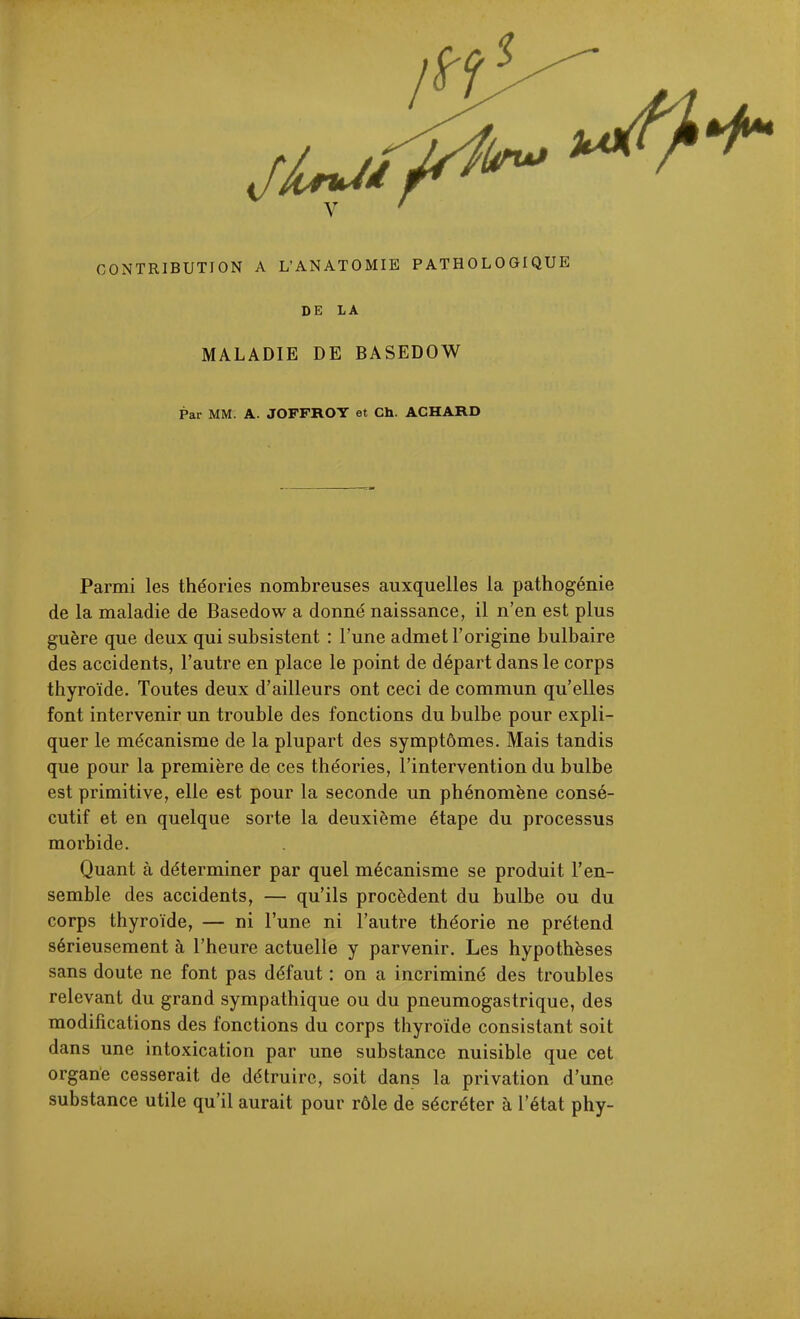 1893
V
CONTRIBUTION A L'ANATOMIE PATHOLOGIQUE
DE LA
MALADIE DE BASEDOW
Par MM. A. JOFFROY et Ch. ACHARD
Parmi les théories nombreuses auxquelles la pathogénie
de la maladie de Basedow a donné naissance, il n'en est plus
guère que deux qui subsistent : l'une admet l'origine bulbaire
des accidents, l'autre en place le point de départ dans le corps
thyroïde. Toutes deux d'ailleurs ont ceci de commun qu'elles
font intervenir un trouble des fonctions du bulbe pour expli-
quer le mécanisme de la plupart des symptômes. Mais tandis
que pour la première de ces théories, l'intervention du bulbe
est primitive, elle est pour la seconde un phénomène consé-
cutif et en quelque sorte la deuxième étape du processus
morbide.
Quant à déterminer par quel mécanisme se produit l'en-
semble des accidents, — qu'ils procèdent du bulbe ou du
corps thyroïde, — ni l'une ni l'autre théorie ne prétend
sérieusement à l'heure actuelle y parvenir. Les hypothèses
sans doute ne font pas défaut : on a incriminé des troubles
relevant du grand sympathique ou du pneumogastrique, des
modifications des fonctions du corps thyroïde consistant soit
dans une intoxication par une substance nuisible que cet
organe cesserait de détruire, soit dans la privation d'une
substance utile qu'il aurait pour rôle de sécréter à l'état phy-